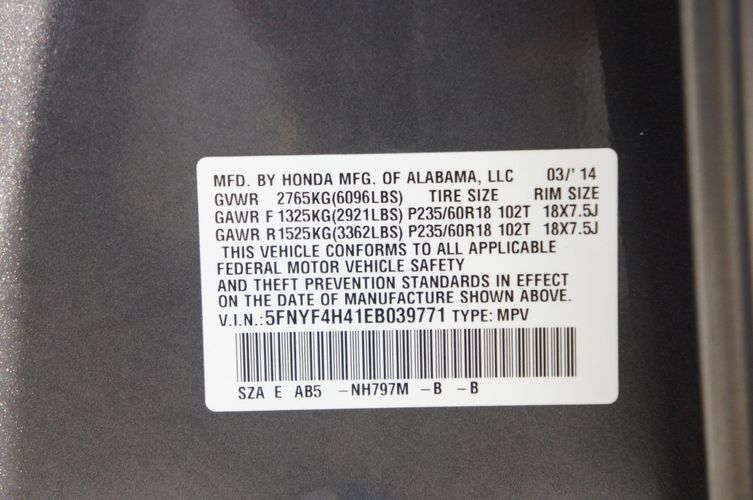 MFD. BY HONDA MFG. OF ALABAMA, LLC 03/'14
GVWR 2765KG(6096LBS) TIRE SIZE RIM SIZE
GAWR F 1325KG(2921LBS) P235/60R18 102T 18X7.5J
GAWR R 1525KG(3362LBS) P235/60R18 102T 18X7.5J
THIS VEHICLE CONFORMS TO ALL APPLICABLE
FEDERAL MOTOR VEHICLE SAFETY
AND THEFT PREVENTION STANDARDS IN EFFECT
ON THE DATE OF MANUFACTURE SHOWN ABOVE.
V.I.N.:5FNYF4H41EB039771 TYPE: MPV
SZA E AB5 -NH797M -B -B